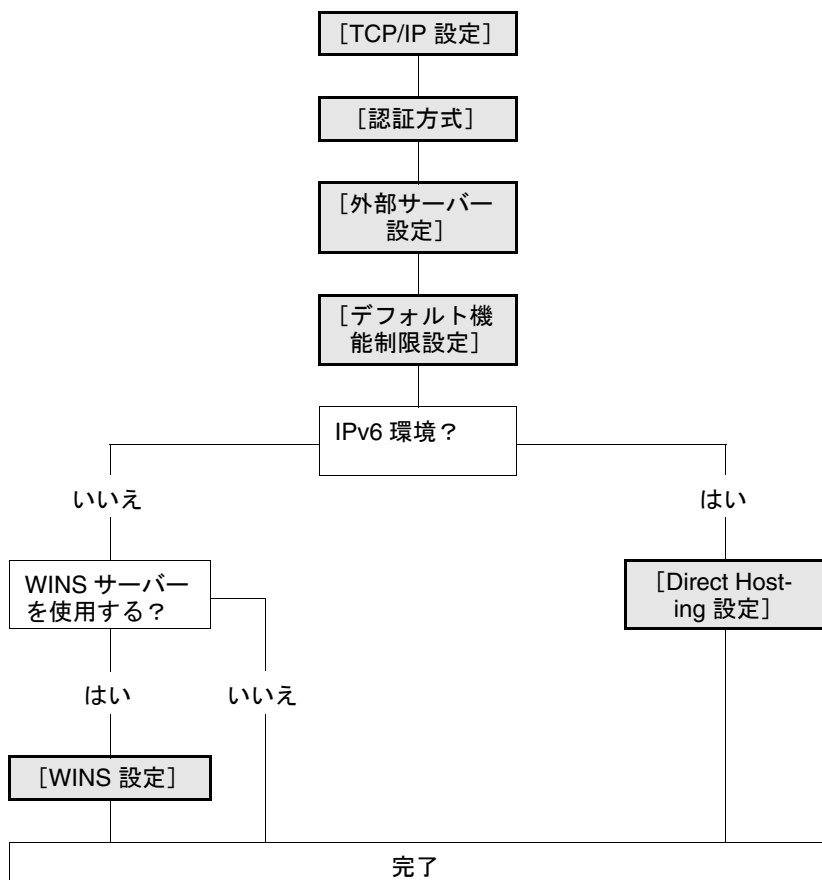 ［TCP/IP 設定］
［認証方式］
［外部サーバー
設定］
［デフォルト機
能制限設定］
IPv6 環境？
いいえ
はい
WINS サーバー
を使用する？
［Direct Host-
ing 設定］
はい
いいえ
［WINS 設定］
完了